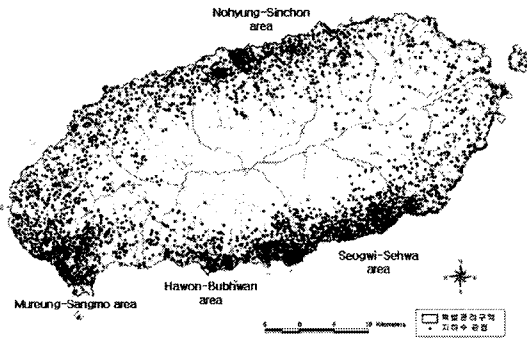 Nohyung-Sinchon
area
Seogwi-Sehwa
area
Hawon-Bubhwan
area
Mureung-Sangmo area
Kilometers
특별관리구역
지하수 관정